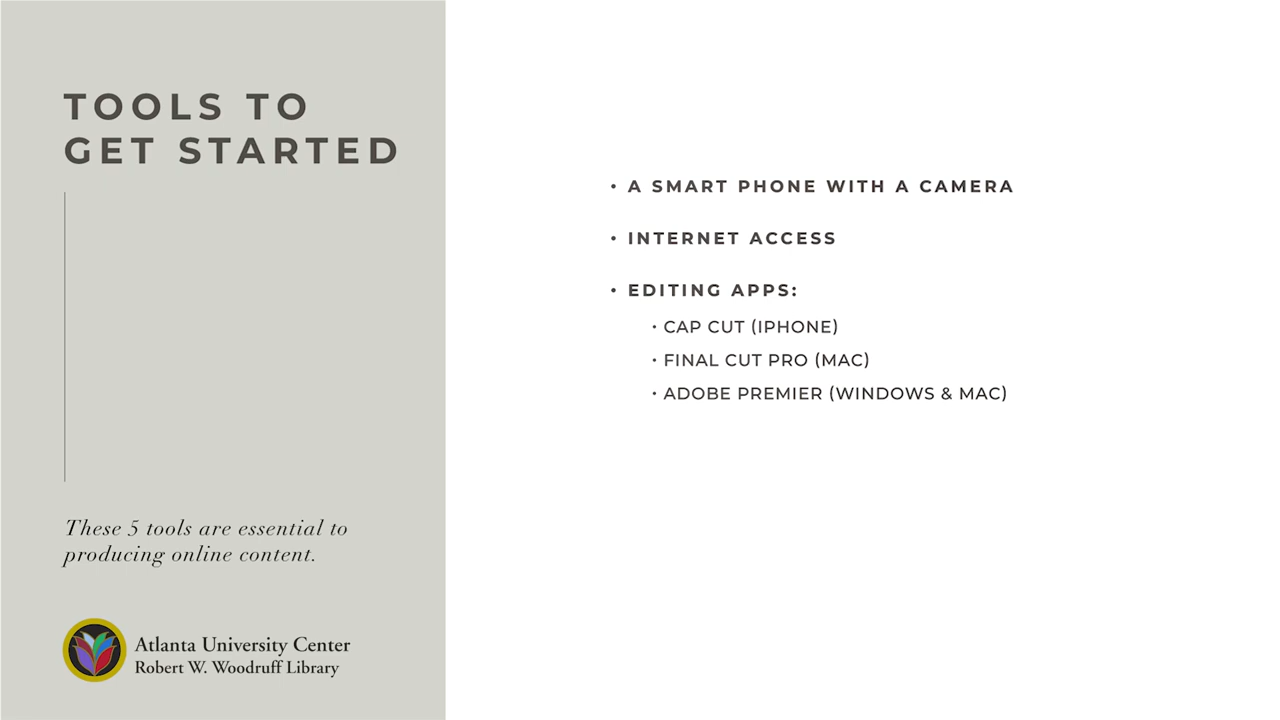 TOOLS TO
GET STARTED
• A SMART PHONE WITH A CAMERA
• INTERNET ACCESS
• EDITING APPS:
• CAP CUT (IPHONE)
• FINAL CUT PRO (MAC)
• ADOBE PREMIER (WINDOWS & MAC)
These 5 tools are essential to
producing online content.
Atlanta University Center
Robert W. Woodruff Library